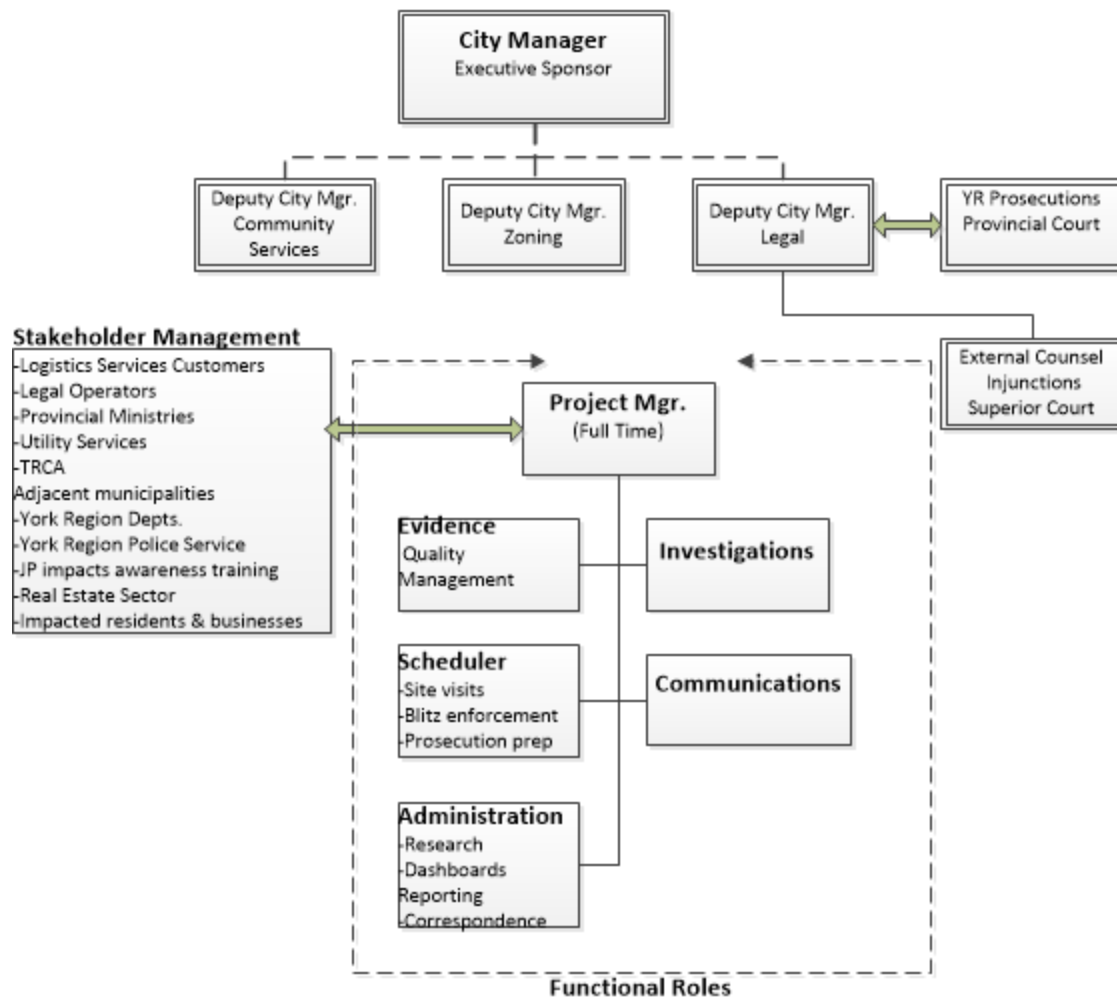 City Manager
Executive Sponsor
Deputy City Mgr.
Community
Services
Deputy City Mgr.
Zoning
Deputy City Mgr.
Legal
YR Prosecutions
Provincial Court
External Counsel
Injunctions
Superior Court
Stakeholder Management
-Logistics Services Customers
-Legal Operators
-Provincial Ministries
-Utility Services
-TRCA
Adjacent municipalities
-York Region Depts.
-York Region Police Service
-JP impacts awareness training
-Real Estate Sector
-Impacted residents & businesses
Project Mgr.
(Full Time)
Evidence
Quality
Management
Investigations
Scheduler
-Site visits
-Blitz enforcement
-Prosecution prep
Communications
Administration
-Research
-Dashboards
Reporting
-Correspondence
Functional Roles